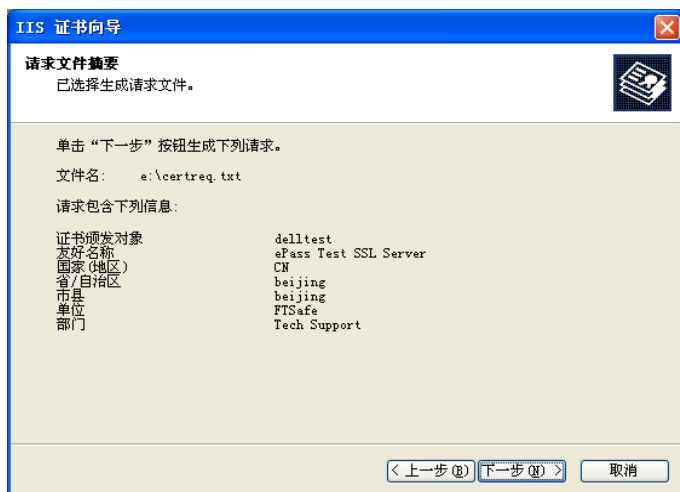 IIS 证书向导
请求文件摘要
已选择生成请求文件。
单击“下一步”按钮生成下列请求。
文件名: e:\certreq.txt
请求包含下列信息:
证书颁发对象 delltest
友好名称 ePass Test SSL Server
国家(地区) CN
省/自治区 beijing
市县 beijing
单位 FTSafe
部门 Tech Support
< 上一步(B) 下一步(N) > 取消